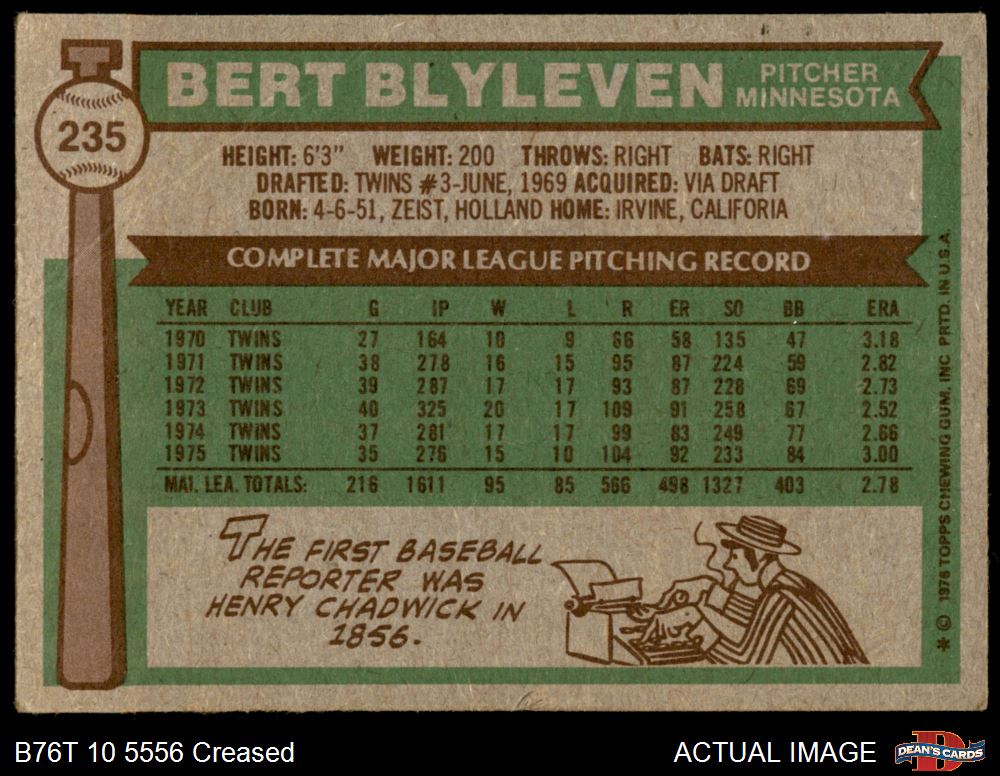 BERT BLYLEVEN
PITCHER
MINNESOTA
235
HEIGHT: 6'3" WEIGHT: 200 THROWS: RIGHT BATS: RIGHT
DRAFTED: TWINS #3-JUNE, 1969 ACQUIRED: VIA DRAFT
BORN: 4-6-51, ZEIST, HOLLAND HOME: IRVINE, CALIFORIA
COMPLETE MAJOR LEAGUE PITCHING RECORD
YEAR CLUB G IP W L R ER SO BB ERA
1970 TWINS 27 164 10 9 66 58 135 47 3.18
1971 TWINS 38 278 16 15 95 87 224 59 2.82
1972 TWINS 39 287 17 17 93 87 228 69 2.73
1973 TWINS 40 325 20 17 109 91 258 67 2.52
1974 TWINS 37 281 17 17 99 83 249 77 2.66
1975 TWINS 35 276 15 10 104 92 233 84 3.00
MAJ. LEA. TOTALS: 216 1611 95 85 566 498 1327 403 2.78
THE FIRST BASEBALL
REPORTER WAS
HENRY CHADWICK IN
1856.
* © 1976 TOPPS CHEWING GUM, INC PRTD. IN U.S.A.
B76T 10 5556 Creased
ACTUAL IMAGE
DEAN'S CARDS